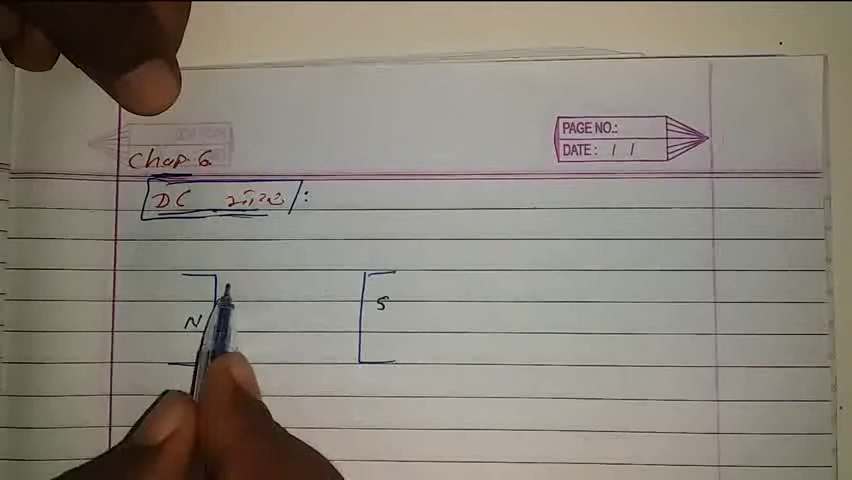 PAGE NO.:
DATE: / /
Chap. 6
DC :
N
S